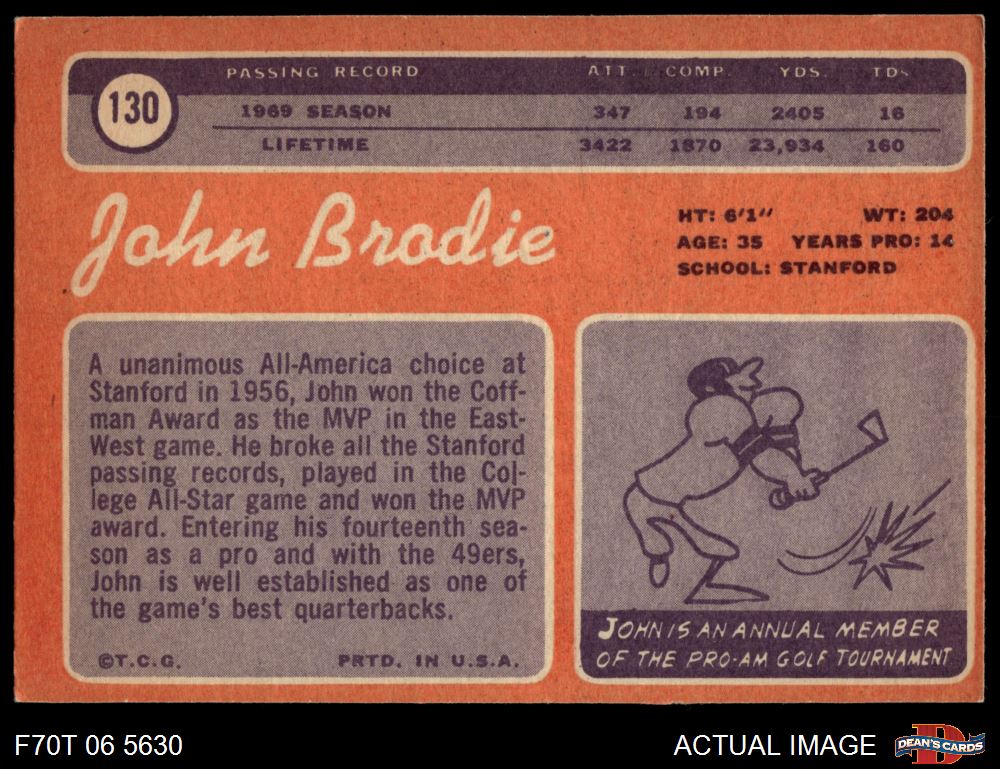 130
PASSING RECORD ATT. COMP. YDS. TDs
1969 SEASON 347 194 2405 16
LIFETIME 3422 1870 23,934 160
John Brodie
HT: 6'1" WT: 204
AGE: 35 YEARS PRO: 14
SCHOOL: STANFORD
A unanimous All-America choice at
Stanford in 1956, John won the Coff-
man Award as the MVP in the East-
West game. He broke all the Stanford
passing records, played in the Col-
lege All-Star game and won the MVP
award. Entering his fourteenth sea-
son as a pro and with the 49ers,
John is well established as one of
the game's best quarterbacks.
©T.C.G. PRTD. IN U.S.A.
JOHN IS AN ANNUAL MEMBER
OF THE PRO-AM GOLF TOURNAMENT
F70T 06 5630
ACTUAL IMAGE
D
DEAN'S CARDS